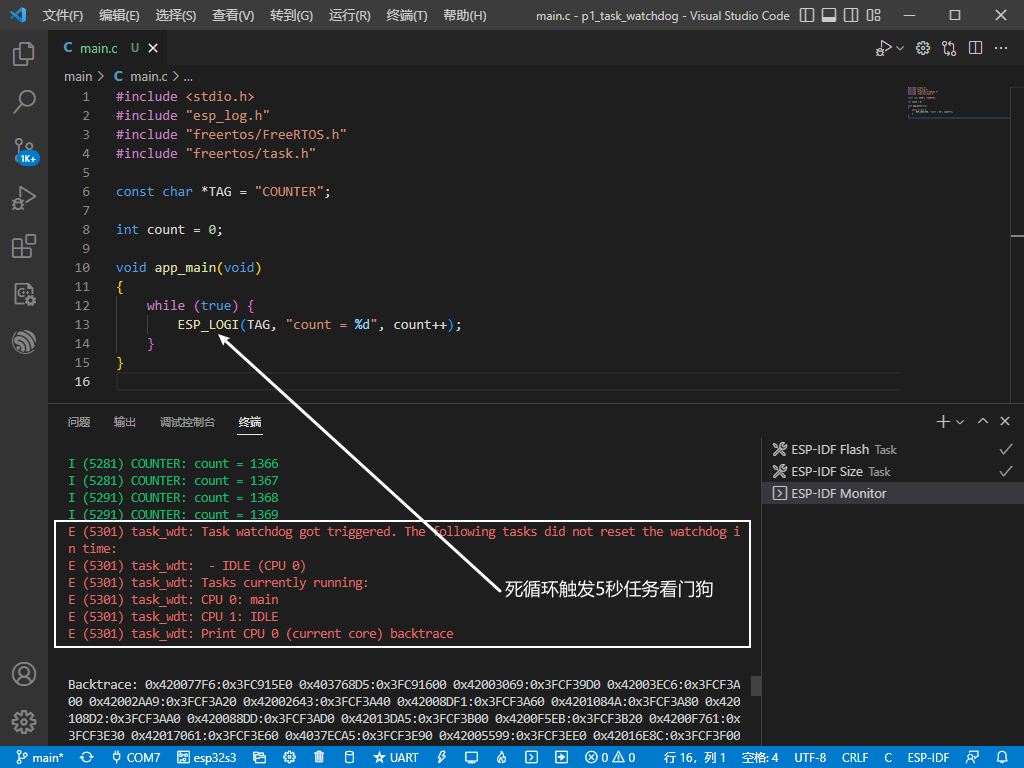 文件(F) 编辑(E) 选择(S) 查看(V) 转到(G) 运行(R) 终端(T) 帮助(H) main.c - p1_task_watchdog - Visual Studio Code
C main.c U
main > C main.c > ...
1 #include <stdio.h>
2 #include "esp_log.h"
3 #include "freertos/FreeRTOS.h"
4 #include "freertos/task.h"
5
6 const char *TAG = "COUNTER";
7
8 int count = 0;
9
10 void app_main(void)
11 {
12 while (true) {
13 ESP_LOGI(TAG, "count = %d", count++);
14 }
15 }
16
1K+
问题 输出 调试控制台 终端
I (5281) COUNTER: count = 1366
I (5281) COUNTER: count = 1367
I (5291) COUNTER: count = 1368
I (5291) COUNTER: count = 1369
E (5301) task_wdt: Task watchdog got triggered. The following tasks did not reset the watchdog i
n time:
E (5301) task_wdt:  - IDLE (CPU 0)
E (5301) task_wdt: Tasks currently running:
E (5301) task_wdt: CPU 0: main
E (5301) task_wdt: CPU 1: IDLE
E (5301) task_wdt: Print CPU 0 (current core) backtrace
死循环触发5秒任务看门狗
Backtrace: 0x420077F6:0x3FC915E0 0x403768D5:0x3FC91600 0x42003069:0x3FCF39D0 0x42003EC6:0x3FCF3A
00 0x42002AA9:0x3FCF3A20 0x42002643:0x3FCF3A40 0x42008DF1:0x3FCF3A60 0x4201084A:0x3FCF3A80 0x420
108D2:0x3FCF3AA0 0x420088DD:0x3FCF3AD0 0x42013DA5:0x3FCF3B00 0x4200F5EB:0x3FCF3B20 0x4200F761:0x
3FCF3E30 0x42017061:0x3FCF3E60 0x4037ECA5:0x3FCF3E90 0x42005599:0x3FCF3EE0 0x42016E8C:0x3FCF3F00
ESP-IDF Flash Task
ESP-IDF Size Task
ESP-IDF Monitor
main* COM7 esp32s3 UART 0 0 行 16，列 1 空格: 4 UTF-8 CRLF C ESP-IDF